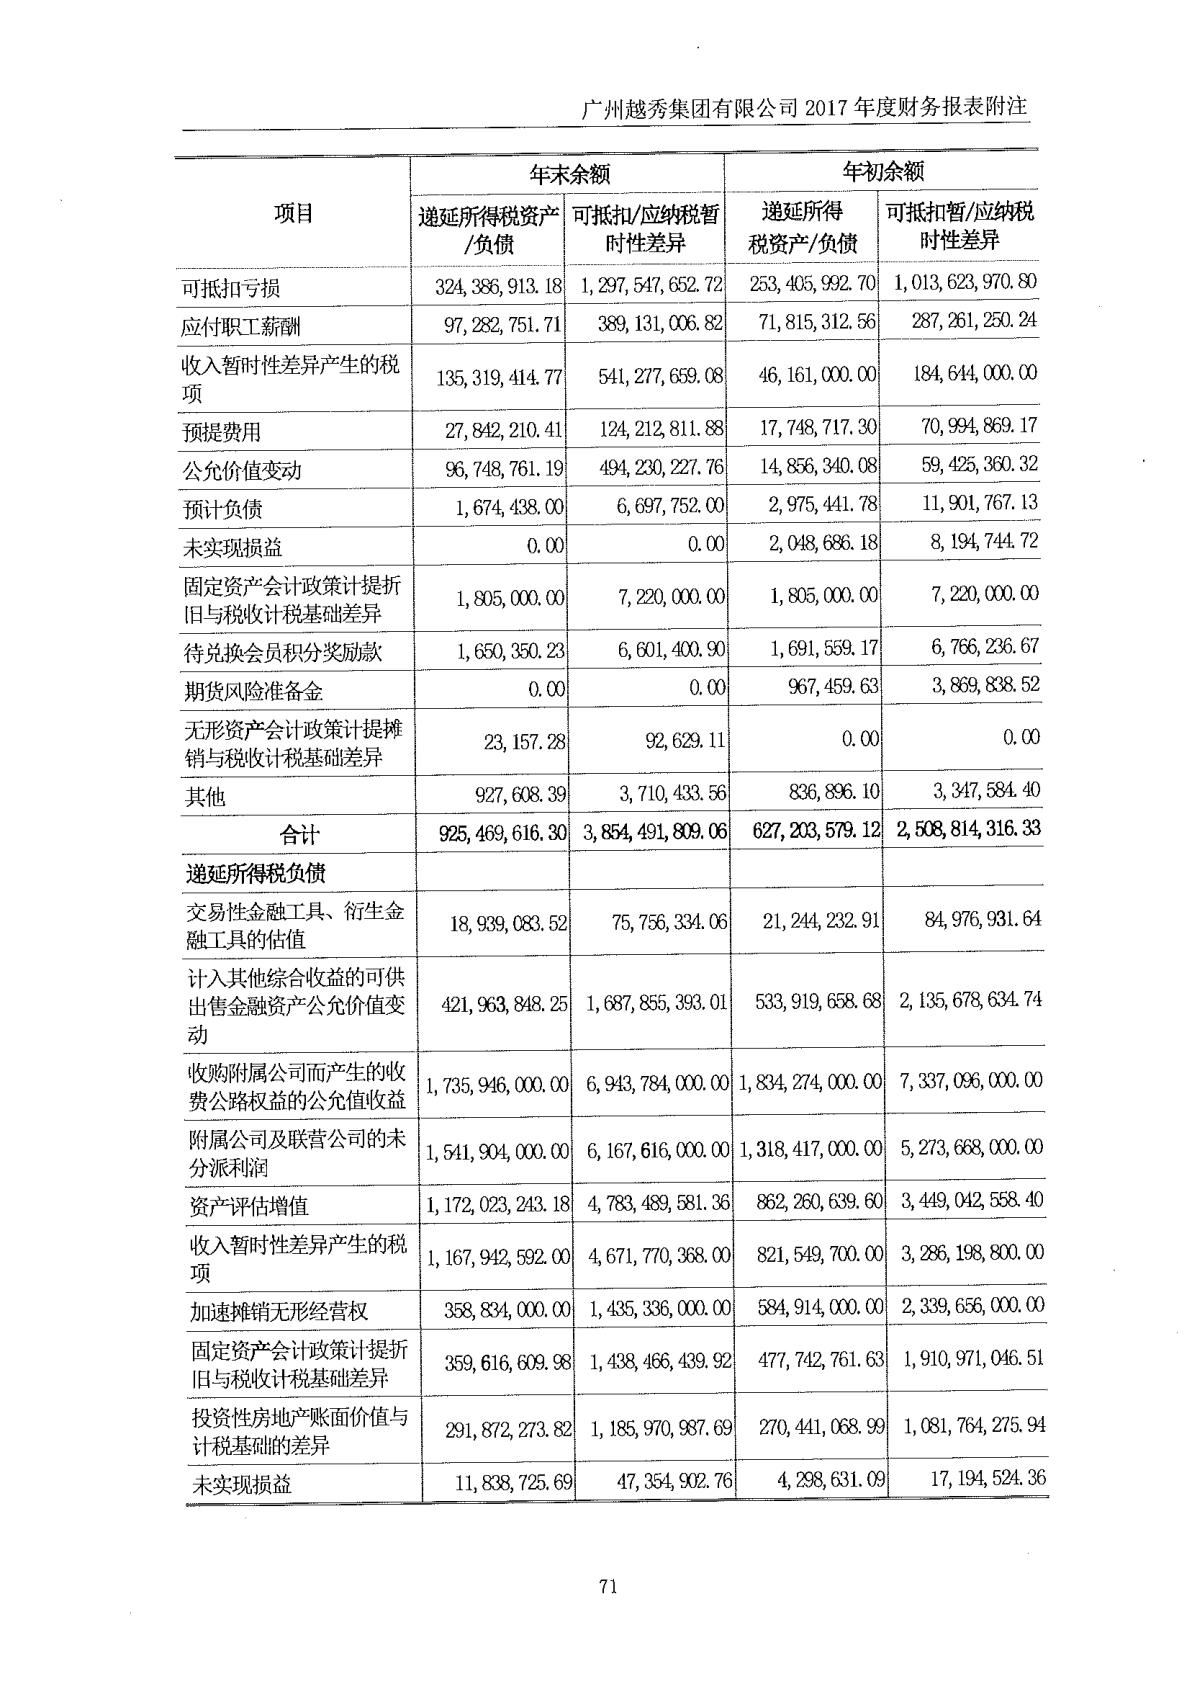 广州越秀集团有限公司 2017 年度财务报表附注
项目 年末余额 年初余额
递延所得税资产/负债 可抵扣/应纳税暂时性差异 递延所得税资产/负债 可抵扣暂/应纳税时性差异
可抵扣亏损 324,386,913.18 1,297,547,652.72 253,405,992.70 1,013,623,970.80
应付职工薪酬 97,282,751.71 389,131,006.82 71,815,312.56 287,261,250.24
收入暂时性差异产生的税项 135,319,414.77 541,277,659.08 46,161,000.00 184,644,000.00
预提费用 27,842,210.41 124,212,811.88 17,748,717.30 70,994,869.17
公允价值变动 96,748,761.19 494,230,227.76 14,856,340.08 59,425,360.32
预计负债 1,674,438.00 6,697,752.00 2,975,441.78 11,901,767.13
未实现损益 0.00 0.00 2,048,686.18 8,194,744.72
固定资产会计政策计提折旧与税收计税基础差异 1,805,000.00 7,220,000.00 1,805,000.00 7,220,000.00
待兑换会员积分奖励款 1,650,350.23 6,601,400.90 1,691,559.17 6,766,236.67
期货风险准备金 0.00 0.00 967,459.63 3,869,838.52
无形资产会计政策计提摊销与税收计税基础差异 23,157.28 92,629.11 0.00 0.00
其他 927,608.39 3,710,433.56 836,896.10 3,347,584.40
合计 925,469,616.30 3,854,491,809.06 627,203,579.12 2,508,814,316.33
递延所得税负债
交易性金融工具、衍生金融工具的估值 18,939,083.52 75,756,334.06 21,244,232.91 84,976,931.64
计入其他综合收益的可供出售金融资产公允价值变动 421,963,848.25 1,687,855,393.01 533,919,658.68 2,135,678,634.74
收购附属公司而产生的收费公路权益的公允值收益 1,735,946,000.00 6,943,784,000.00 1,834,274,000.00 7,337,096,000.00
附属公司及联营公司的未分派利润 1,541,904,000.00 6,167,616,000.00 1,318,417,000.00 5,273,668,000.00
资产评估增值 1,172,023,243.18 4,783,489,581.36 862,260,639.60 3,449,042,558.40
收入暂时性差异产生的税项 1,167,942,592.00 4,671,770,368.00 821,549,700.00 3,286,198,800.00
加速摊销无形经营权 358,834,000.00 1,435,336,000.00 584,914,000.00 2,339,656,000.00
固定资产会计政策计提折旧与税收计税基础差异 359,616,609.98 1,438,466,439.92 477,742,761.63 1,910,971,046.51
投资性房地产账面价值与计税基础的差异 291,872,273.82 1,185,970,987.69 270,441,068.99 1,081,764,275.94
未实现损益 11,838,725.69 47,354,902.76 4,298,631.09 17,194,524.36
71